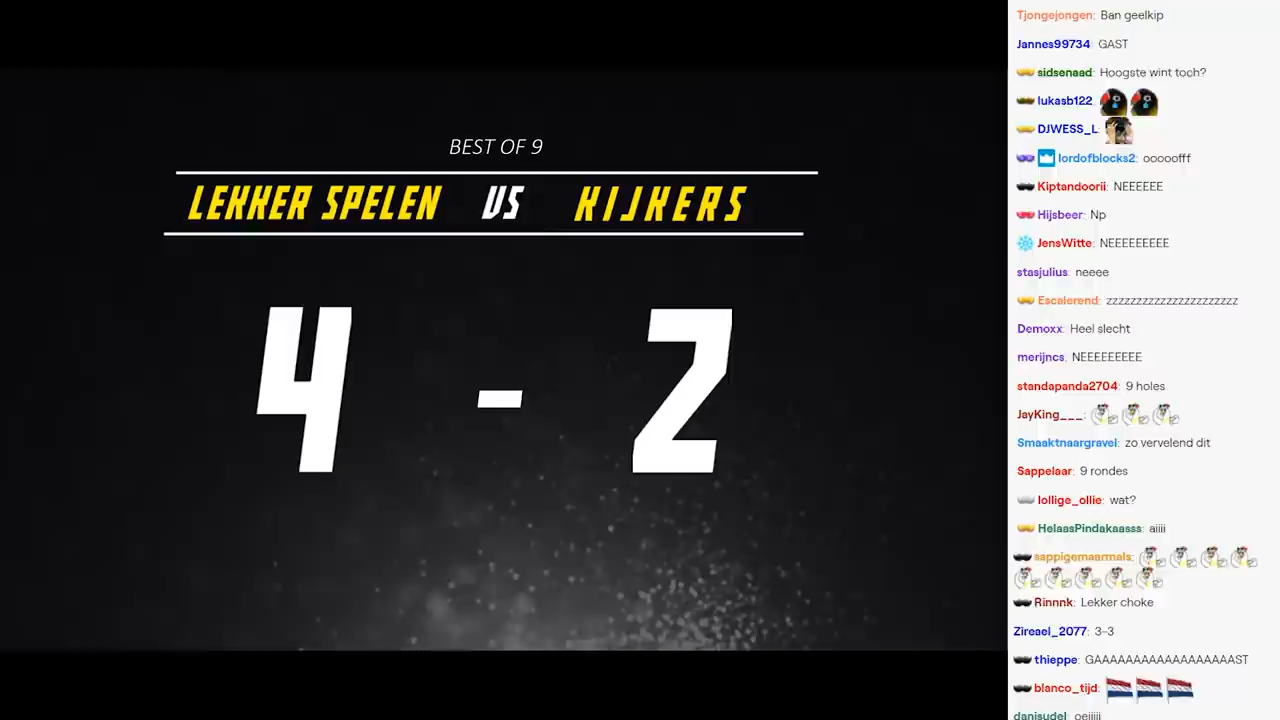 BEST OF 9
LEKKER SPELEN VS KIJKERS
4 - 2
Tjongejongen: Ban geelkip
Jannes99734 GAST
sidsenaad: Hoogste wint toch?
lukasb122
DJWESS_L:
lordofblocks2: ooooofff
Kiptandoorii: NEEEEEE
Hijsbeer: Np
JensWitte: NEEEEEEEEE
stasjulius: neeee
Escalerend: zzzzzzzzzzzzzzzzzzzzzzz
Demoxx: Heel slecht
merijncs. NEEEEEEEEE
standapanda2704: 9 holes
JayKing___:
Smaaktnaargravel: zo vervelend dit
Sappelaar: 9 rondes
lollige_ollie: wat?
HelaasPindakaasss: aiiii
sappigemaarmals:
Rinnnk: Lekker choke
Zireael_2077: 3-3
thieppe: GAAAAAAAAAAAAAAAAAAST
blanco_tijd:
danisudel: oeiiiii